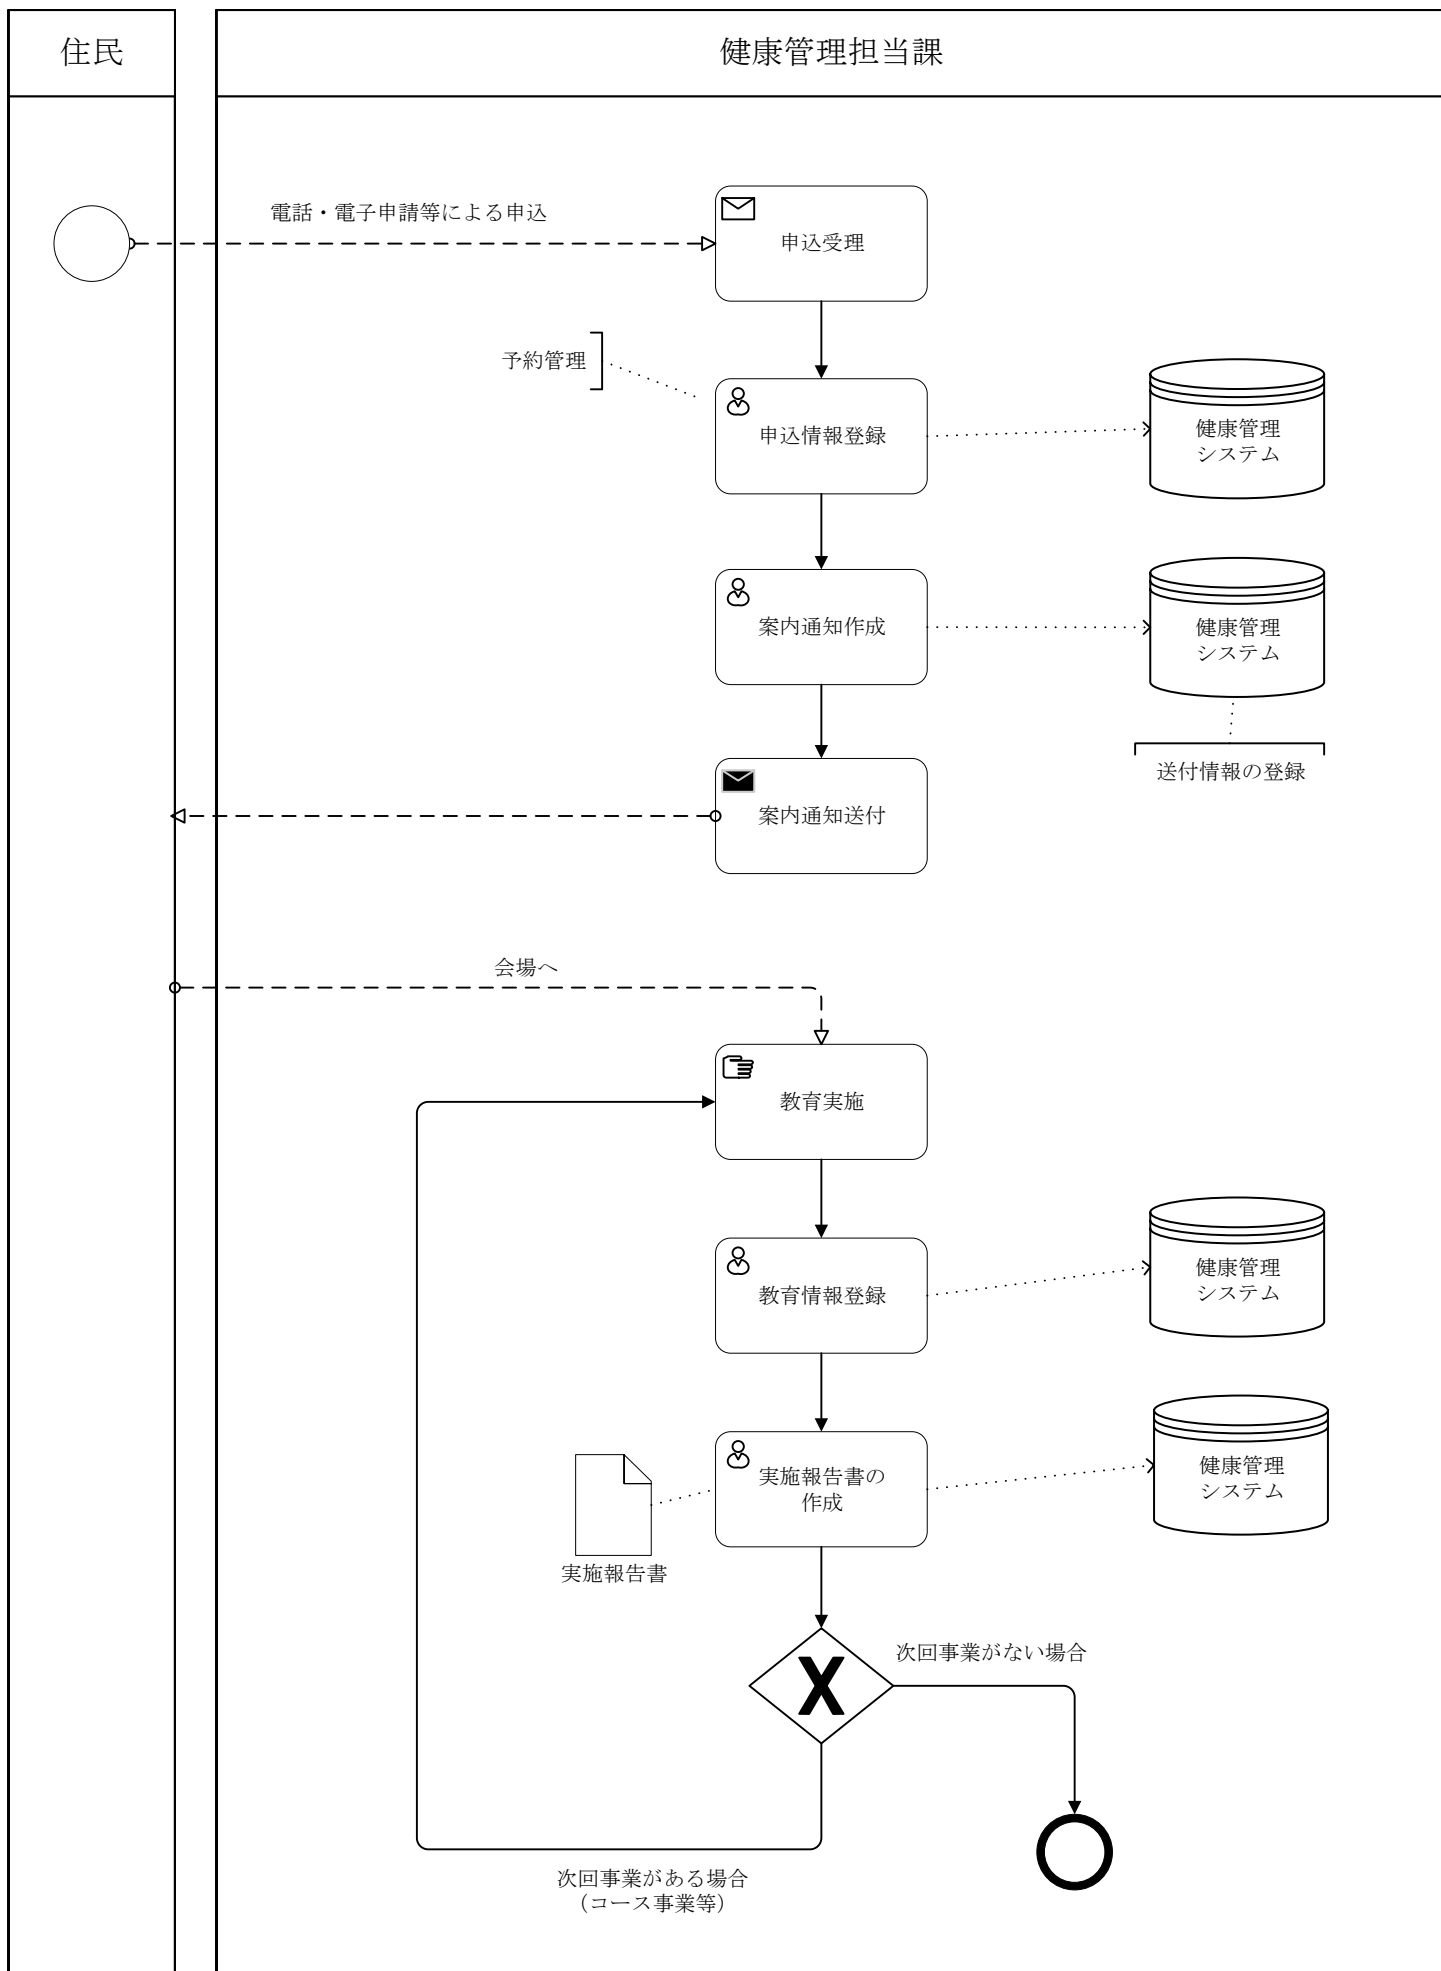 住民
健康管理担当課
電話・電子申請等による申込
申込受理
予約管理
申込情報登録
健康管理
システム
案内通知作成
健康管理
システム
送付情報の登録
案内通知送付
会場へ
教育実施
教育情報登録
健康管理
システム
実施報告書の
作成
健康管理
システム
実施報告書
次回事業がない場合
X
次回事業がある場合
（コース事業等）